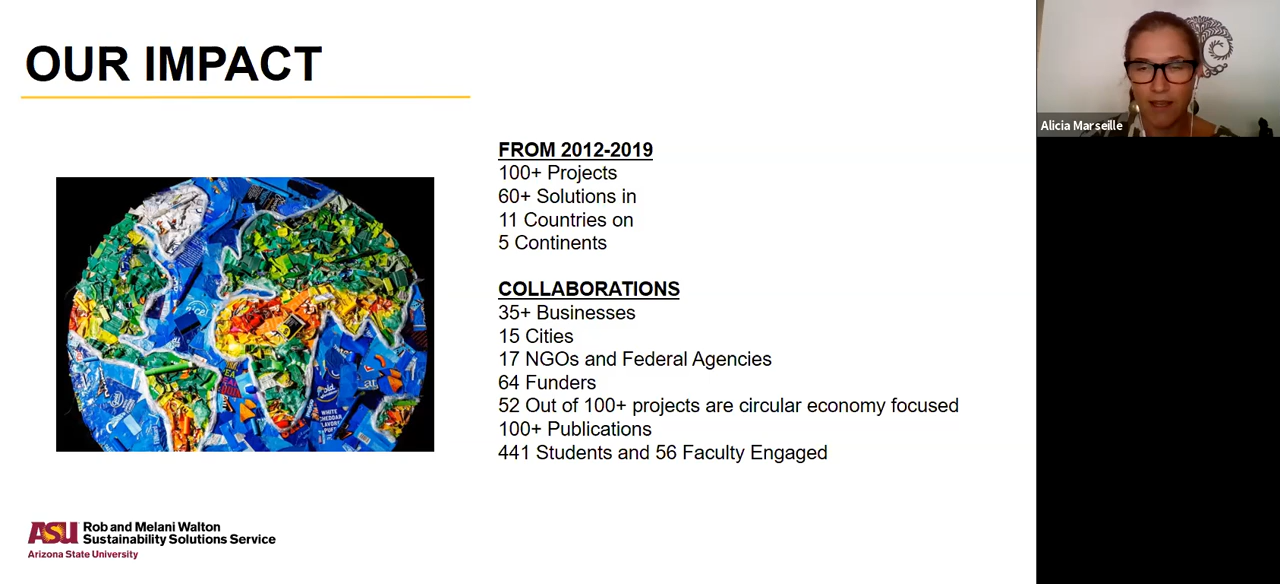 OUR IMPACT
FROM 2012-2019
100+ Projects
60+ Solutions in
11 Countries on
5 Continents
COLLABORATIONS
35+ Businesses
15 Cities
17 NGOs and Federal Agencies
64 Funders
52 Out of 100+ projects are circular economy focused
100+ Publications
441 Students and 56 Faculty Engaged
nice!
WHITE
CHEDDAR
ASU Rob and Melani Walton
Sustainability Solutions Service
Arizona State University
Alicia Marseille